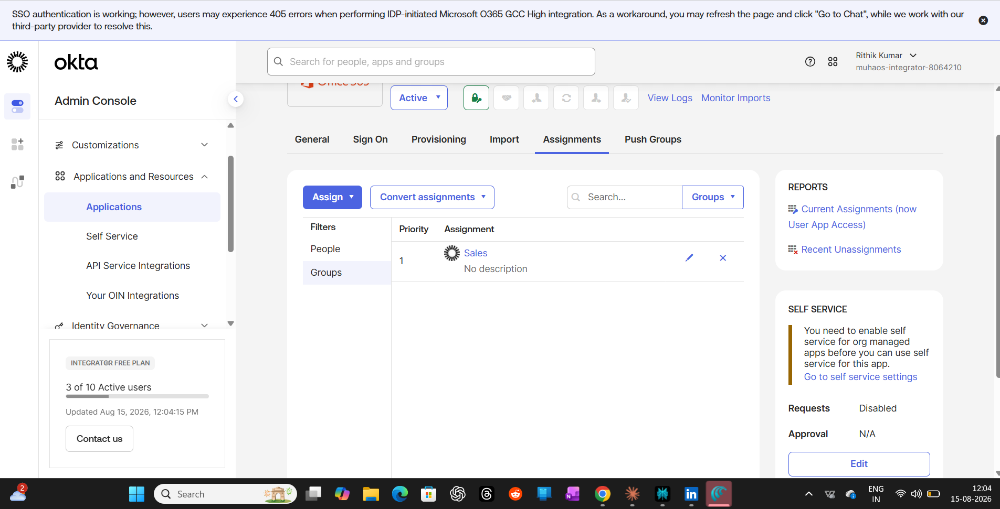 SSO authentication is working; however, users may experience 405 errors when performing IDP-initiated Microsoft O365 GCC High integration. As a workaround, you may refresh the page and click "Go to Chat", while we work with our
third-party provider to resolve this.
okta
Search for people, apps and groups
Rithik Kumar
muhaos-integrator-8064210
Admin Console
Customizations
Applications and Resources
Applications
Self Service
API Service Integrations
Your OIN Integrations
Identity Governance
INTEGRATOR FREE PLAN
3 of 10 Active users
Updated Aug 15, 2026, 12:04:15 PM
Contact us
Office 365
Active
View Logs
Monitor Imports
General
Sign On
Provisioning
Import
Assignments
Push Groups
Assign
Convert assignments
Search...
Groups
Filters
People
Groups
Priority
Assignment
1
Sales
No description
REPORTS
Current Assignments (now
User App Access)
Recent Unassignments
SELF SERVICE
You need to enable self
service for org managed
apps before you can use self
service for this app.
Go to self service settings
Requests
Disabled
Approval
N/A
Edit
2
Search
in
ENG
IN
12:04
15-08-2026